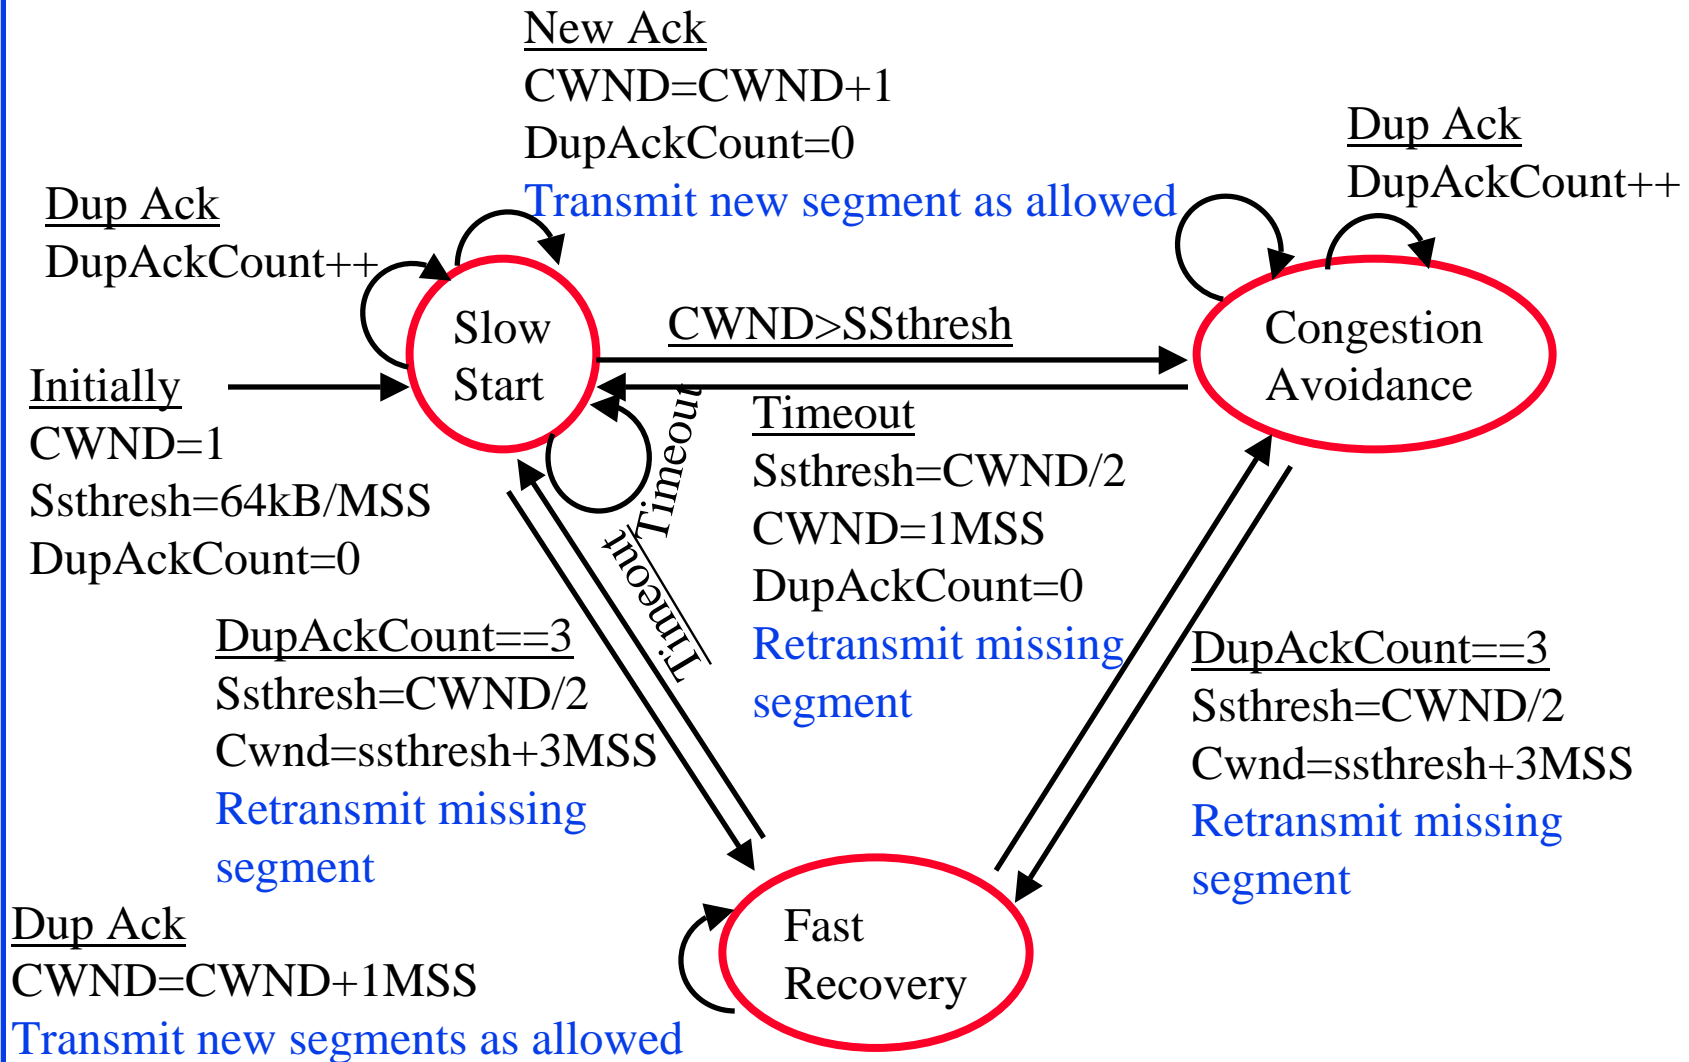 New Ack
CWND=CWND+1
DupAckCount=0
Transmit new segment as allowed
Dup Ack
DupAckCount++
Dup Ack
DupAckCount++
Slow
Start
CWND>SSthresh
Congestion
Avoidance
Initially
CWND=1
Ssthresh=64kB/MSS
DupAckCount=0
Timeout
Timeout
Timeout
Ssthresh=CWND/2
CWND=1MSS
DupAckCount=0
Retransmit missing
segment
DupAckCount==3
Ssthresh=CWND/2
Cwnd=ssthresh+3MSS
Retransmit missing
segment
DupAckCount==3
Ssthresh=CWND/2
Cwnd=ssthresh+3MSS
Retransmit missing
segment
Fast
Recovery
Dup Ack
CWND=CWND+1MSS
Transmit new segments as allowed